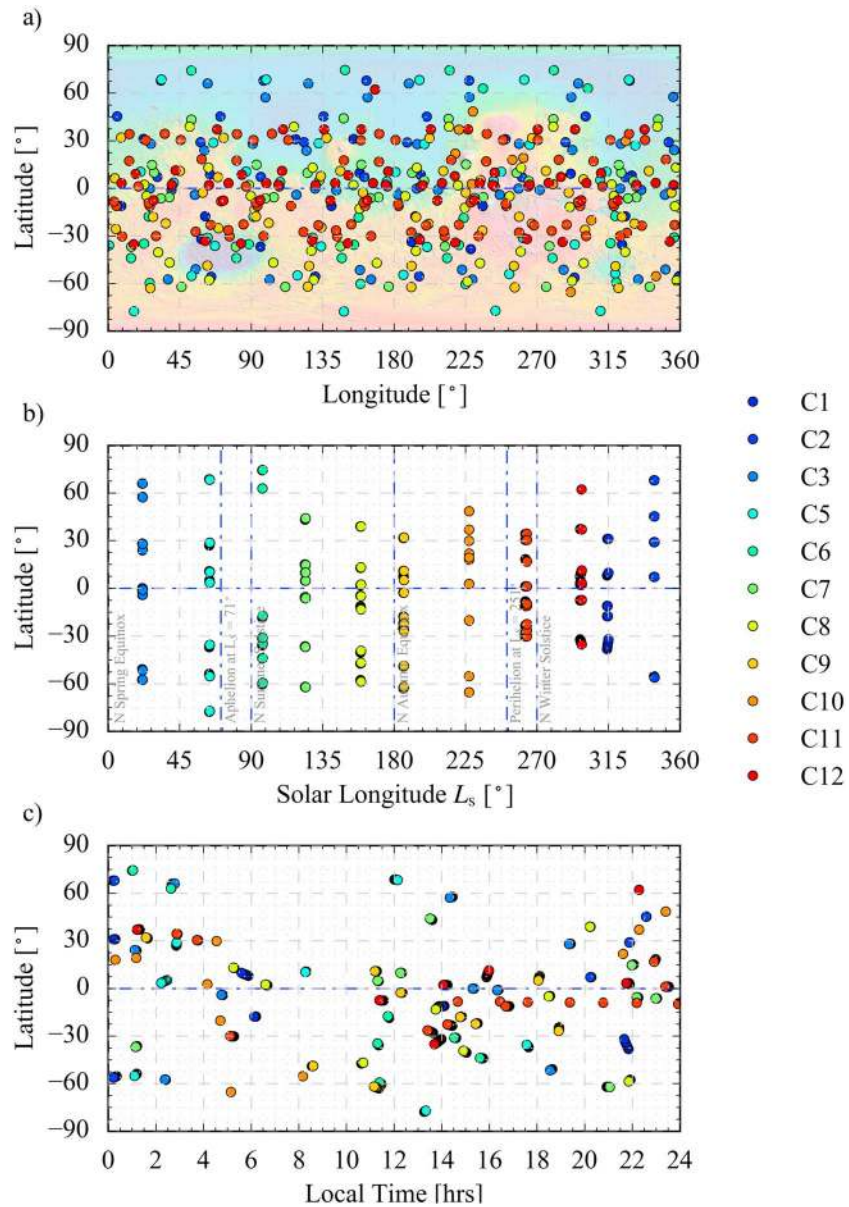 a)
90
60
30
0
−30
−60
−90
Latitude [°]
0 45 90 135 180 225 270 315 360
Longitude [°]
b)
90
60
30
0
−30
−60
−90
Latitude [°]
N Spring Equinox
Aphelion at Ls = 71°
N Summer Solstice
N Autumn Equinox
Perihelion at Ls = 251°
N Winter Solstice
0 45 90 135 180 225 270 315 360
Solar Longitude Ls [°]
C1
C2
C3
C5
C6
C7
C8
C9
C10
C11
C12
c)
90
60
30
0
−30
−60
−90
Latitude [°]
0 2 4 6 8 10 12 14 16 18 20 22 24
Local Time [hrs]